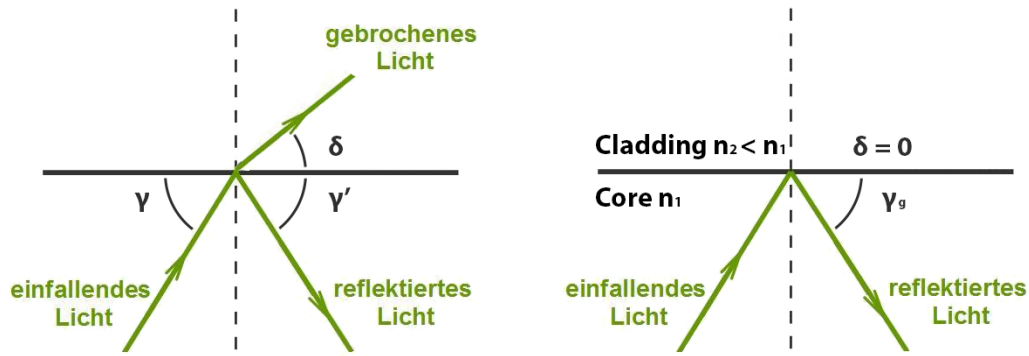 gebrochenes
Licht
δ
γ
γ′
einfallendes
Licht
reflektiertes
Licht
Cladding n₂ < n₁
δ = 0
Core n₁
γg
einfallendes
Licht
reflektiertes
Licht